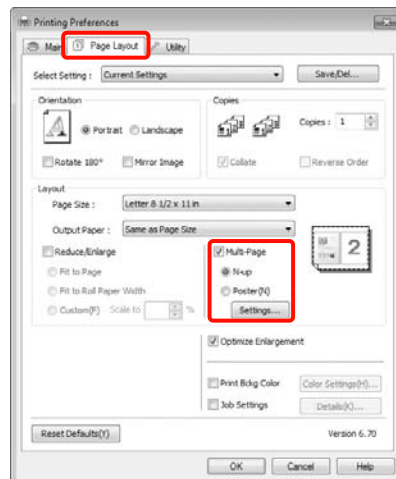 Printing Preferences
Main Page Layout Utility
Select Setting : Current Settings Save/Del...
Orientation Copies
Portrait Landscape Copies : 1
Rotate 180° Mirror Image Collate Reverse Order
Layout
Page Size : Letter 8 1/2 x 11 in
Output Paper : Same as Page Size
Reduce/Enlarge Multi-Page
Fit to Page N-up
Fit to Roll Paper Width Poster(N)
Custom(F) Scale to % Settings...
2
Optimize Enlargement
Print Bckg Color Color Settings(H)...
Job Settings Details(K)...
Reset Defaults(Y) Version 6.70
OK Cancel Help